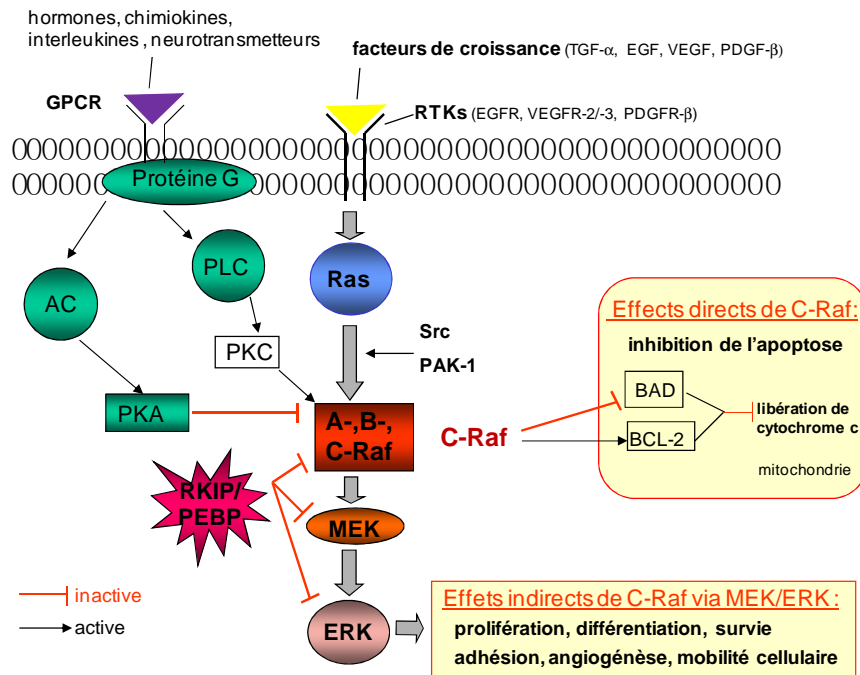 hormones, chimiokines,
interleukines , neurotransmetteurs
facteurs de croissance (TGF-α, EGF, VEGF, PDGF-β)
GPCR
RTKs (EGFR, VEGFR-2/-3, PDGFR-β)
Protéine G
PLC
Ras
AC
Src
PAK-1
PKC
PKA
A-,B-,
C-Raf
RKIP/
PEBP
MEK
ERK
inactive
active
Effects directs de C-Raf:
inhibition de l'apoptose
BAD
C-Raf
BCL-2
libération de
cytochrome c
mitochondrie
Effets indirects de C-Raf via MEK/ERK :
prolifération, différentiation, survie
adhésion, angiogénèse, mobilité cellulaire